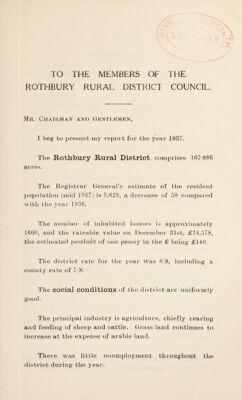 TO THE MEMBERS OF THE
ROTHBURY RURAL DISTRICT COUNCIL.
MR. CHAIRMAN AND GENTLEMEN,
I beg to present my report for the year 1937.
The Rothbury Rural District comprises 167·886
acres.
The Registrar General's estimate of the resident
population (mid 1937) is 5,629, a decrease of 58 compared
with the year 1936.
The number of inhabited houses is approximately
1600, and the rateable value on December 31st, £34,578,
the estimated product of one penny in the £ being £140.
The district rate for the year was 8/8, including a
county rate of 7/8.
The social conditions of the district are uniformly
good.
The principal industry is agriculture, chiefly rearing
and feeding of sheep and cattle. Grass land continues to
increase at the expense of arable land.
There was little unemployment throughout the
district during the year.